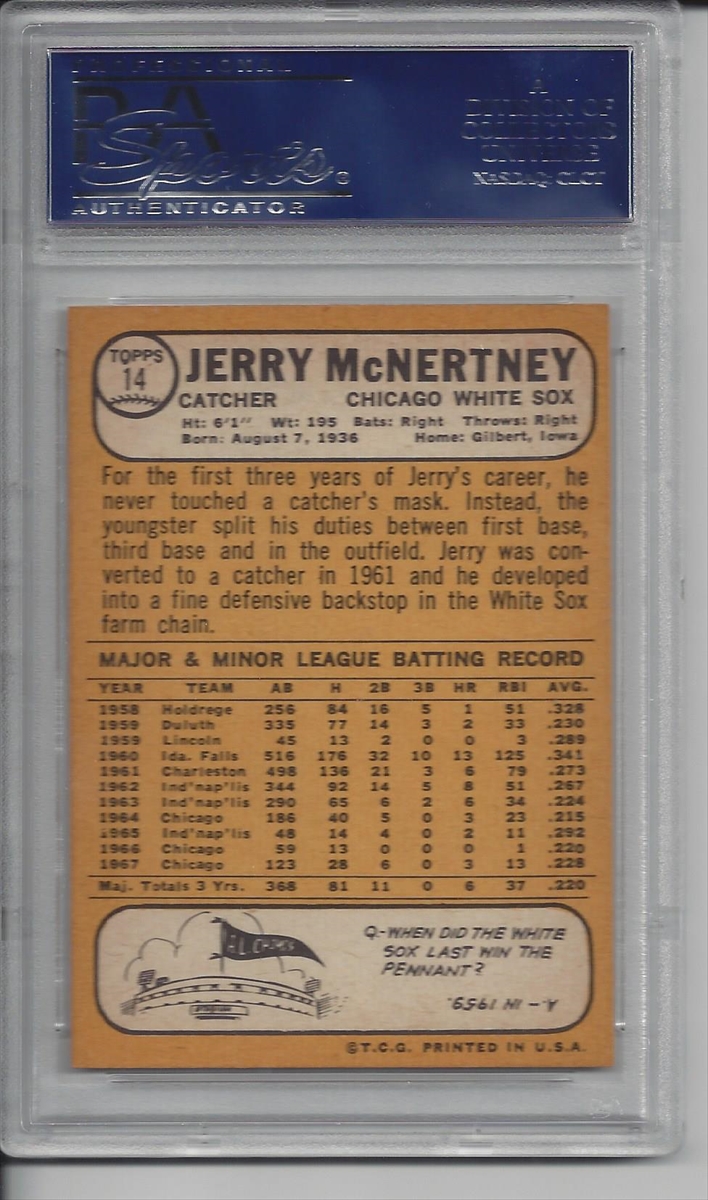 PROFESSIONAL
PSA
Sports®
AUTHENTICATOR
A
DIVISION OF
COLLECTORS
UNIVERSE
NASDAQ: CLCT
TOPPS
14
JERRY McNERTNEY
CATCHER CHICAGO WHITE SOX
Ht: 6'1" Wt: 195 Bats: Right Throws: Right
Born: August 7, 1936 Home: Gilbert, Iowa
For the first three years of Jerry's career, he
never touched a catcher's mask. Instead, the
youngster split his duties between first base,
third base and in the outfield. Jerry was con-
verted to a catcher in 1961 and he developed
into a fine defensive backstop in the White Sox
farm chain.
MAJOR & MINOR LEAGUE BATTING RECORD
YEAR TEAM AB H 2B 3B HR RBI AVG.
1958 Holdrege 256 84 16 5 1 51 .328
1959 Duluth 335 77 14 3 2 33 .230
1959 Lincoln 45 13 2 0 0 3 .289
1960 Ida. Falls 516 176 32 10 13 125 .341
1961 Charleston 498 136 21 3 6 79 .273
1962 Ind'nap'lis 344 92 14 5 8 51 .267
1963 Ind'nap'lis 290 65 6 2 6 34 .224
1964 Chicago 186 40 5 0 3 23 .215
1965 Ind'nap'lis 48 14 4 0 2 11 .292
1966 Chicago 59 13 0 0 0 1 .220
1967 Chicago 123 28 6 0 3 13 .228
Maj. Totals 3 Yrs. 368 81 11 0 6 37 .220
A.L. CHAMPS
Q.-WHEN DID THE WHITE
SOX LAST WIN THE
PENNANT?
A.- IN 1959.
©T.C.G. PRINTED IN U.S.A.